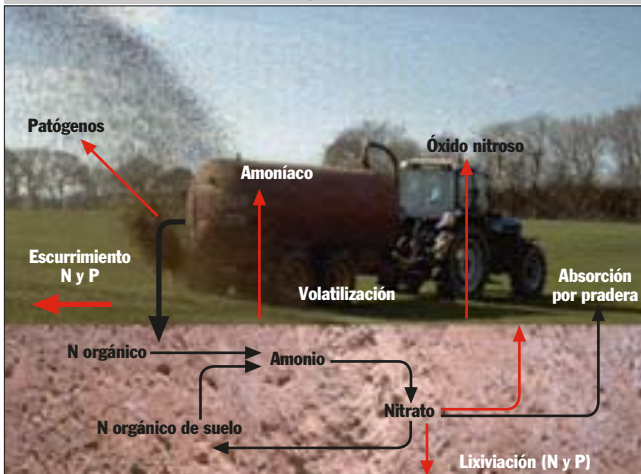 Patógenos
Amoníaco
Óxido nitroso
Escurrimiento
N y P
Volatilización
Absorción
por pradera
N orgánico
Amonio
Nitrato
N orgánico de suelo
Lixiviación (N y P)